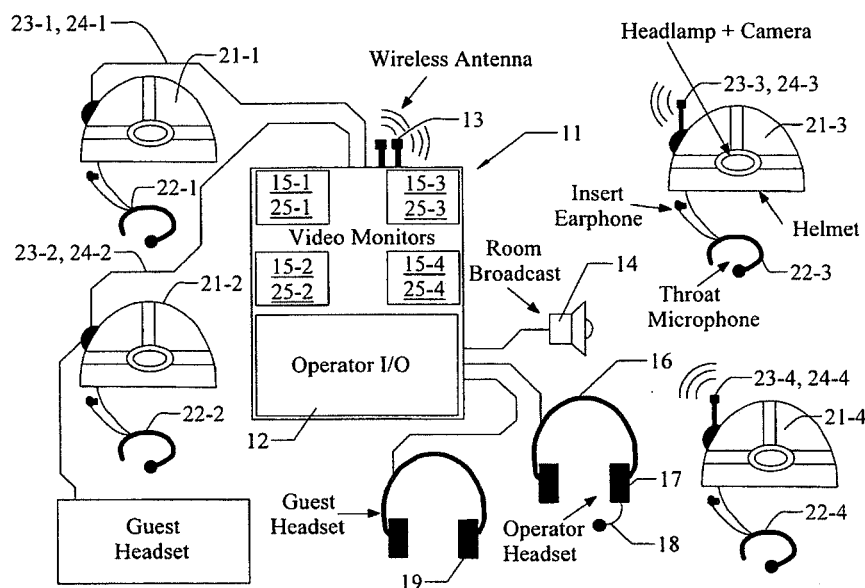 23-1, 24-1
21-1
Wireless Antenna
13
11
Headlamp + Camera
23-3, 24-3
21-3
22-1
15-1
25-1
15-3
25-3
Video Monitors
15-2
25-2
15-4
25-4
Insert
Earphone
Helmet
Throat
Microphone
22-3
23-2, 24-2
21-2
Room
Broadcast
14
Operator I/O
12
16
23-4, 24-4
21-4
22-2
Guest
Headset
Guest
Headset
19
17
Operator
Headset
18
22-4